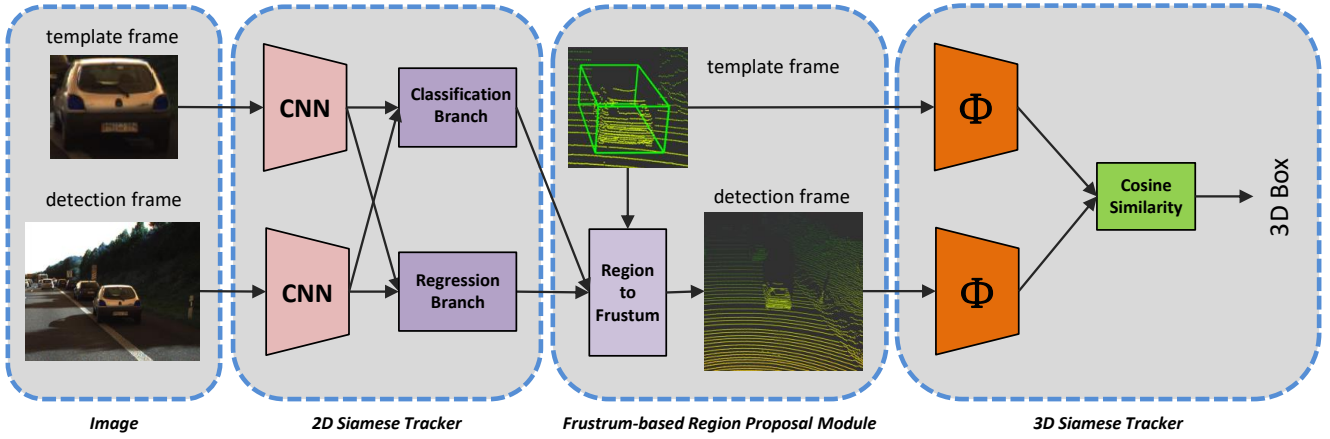 template frame
detection frame
CNN
CNN
Classification
Branch
Regression
Branch
template frame
detection frame
Region
to
Frustum
Φ
Φ
Cosine
Similarity
3D Box
Image
2D Siamese Tracker
Frustrum-based Region Proposal Module
3D Siamese Tracker